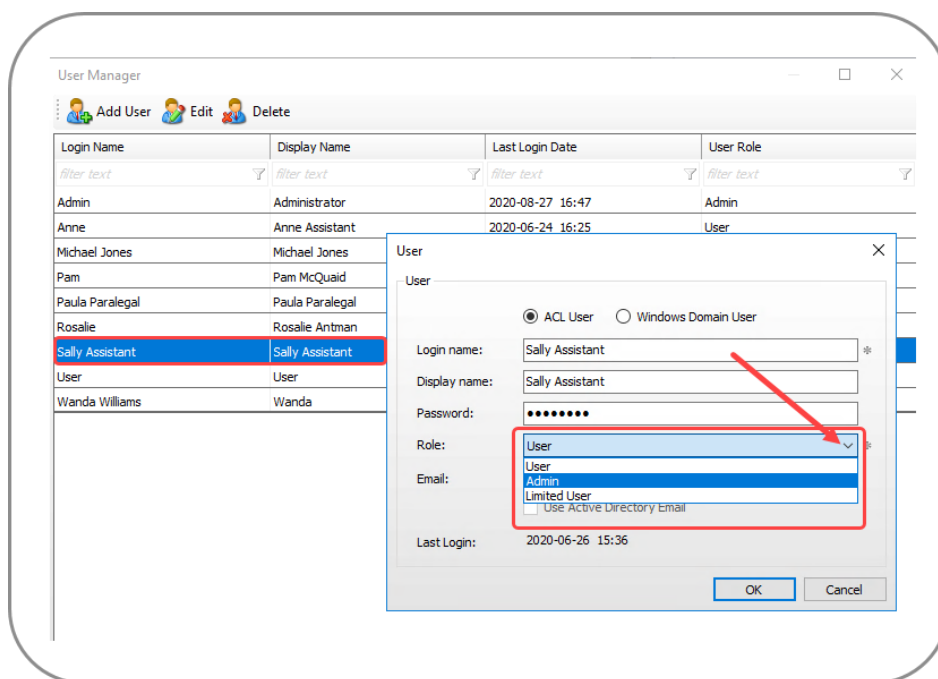 User Manager
Add User Edit Delete
Login Name Display Name Last Login Date User Role
filter text filter text filter text filter text
Admin Administrator 2020-08-27 16:47 Admin
Anne Anne Assistant 2020-06-24 16:25 User
Michael Jones Michael Jones
Pam Pam McQuaid
Paula Paralegal Paula Paralegal
Rosalie Rosalie Antman
Sally Assistant Sally Assistant
User User
Wanda Williams Wanda
User
User
ACL User Windows Domain User
Login name: Sally Assistant *
Display name: Sally Assistant
Password: ••••••••
Role: User *
User
Admin
Limited User
Email:
Use Active Directory Email
Last Login: 2020-06-26 15:36
OK Cancel